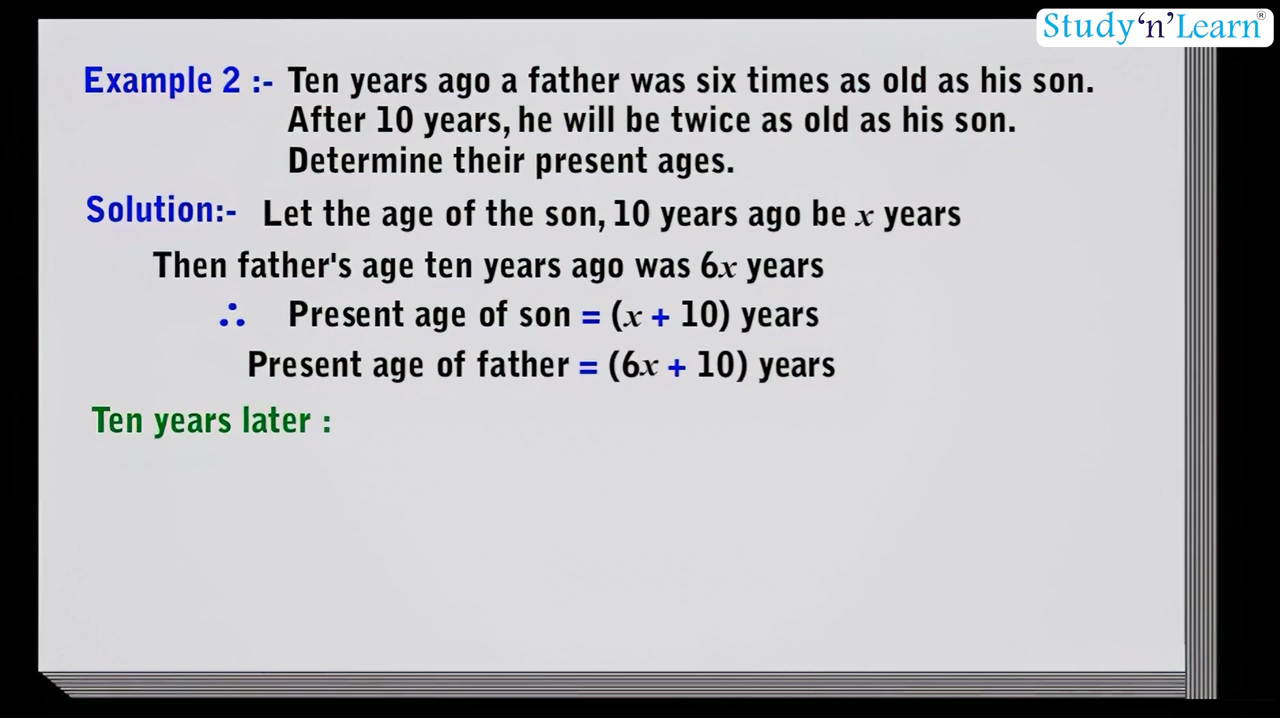 Study‘n’Learn®
Example 2 :- Ten years ago a father was six times as old as his son.
After 10 years, he will be twice as old as his son.
Determine their present ages.
Solution:- Let the age of the son, 10 years ago be x years
Then father's age ten years ago was 6x years
∴ Present age of son = (x + 10) years
Present age of father = (6x + 10) years
Ten years later :